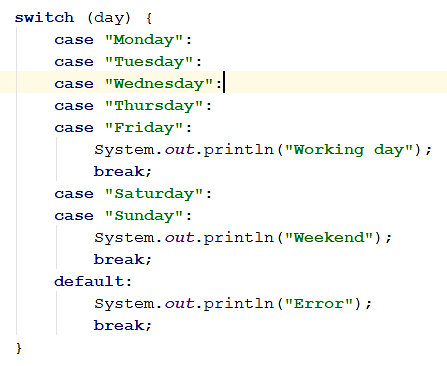 switch (day) {
    case "Monday":
    case "Tuesday":
    case "Wednesday":
    case "Thursday":
    case "Friday":
        System.out.println("Working day");
        break;
    case "Saturday":
    case "Sunday":
        System.out.println("Weekend");
        break;
    default:
        System.out.println("Error");
        break;
}